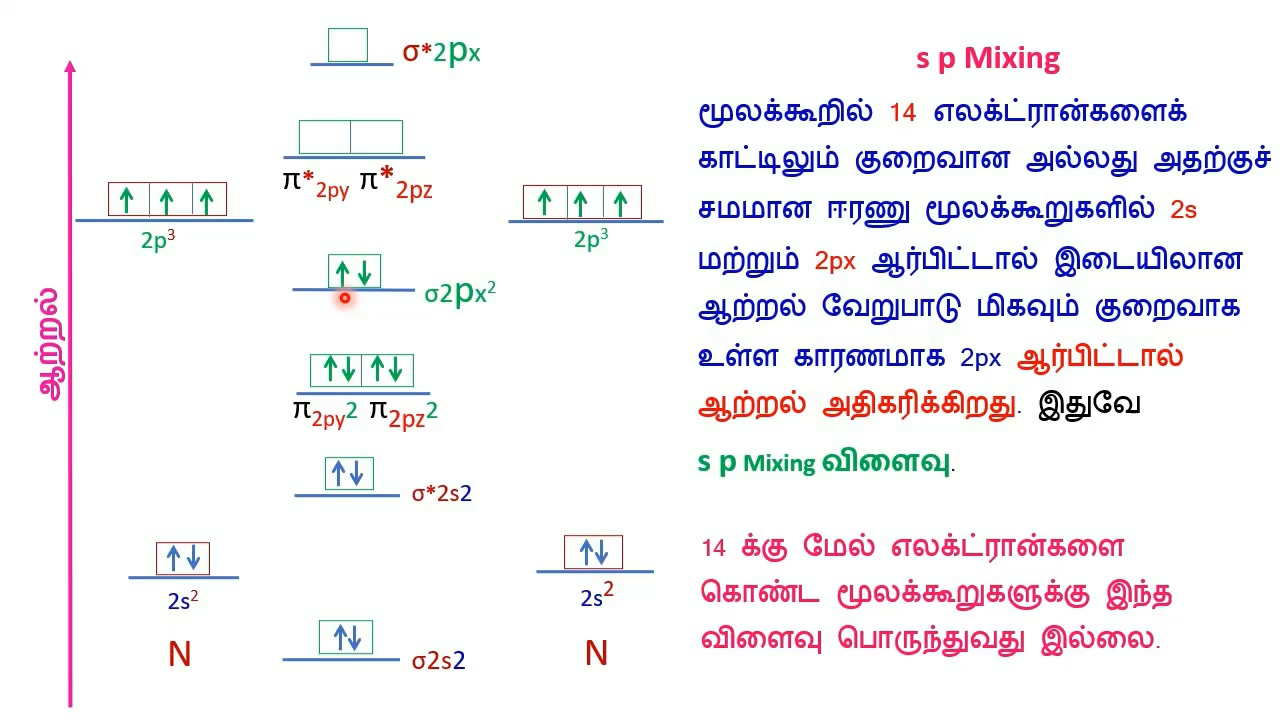 σ*2px
π*2py π*2pz
2p3
2p3
σ2px2
π2py2 π2pz2
σ*2s2
2s2
2s2
N
N
σ2s2
ஆற்றல்
s p Mixing
மூலக்கூறில் 14 எலக்ட்ரான்களைக்
காட்டிலும் குறைவான அல்லது அதற்குச்
சமமான ஈரணு மூலக்கூறுகளில் 2s
மற்றும் 2px ஆர்பிட்டால் இடையிலான
ஆற்றல் வேறுபாடு மிகவும் குறைவாக
உள்ள காரணமாக 2px ஆர்பிட்டால்
ஆற்றல் அதிகரிக்கிறது. இதுவே
s p Mixing விளைவு.
14 க்கு மேல் எலக்ட்ரான்களை
கொண்ட மூலக்கூறுகளுக்கு இந்த
விளைவு பொருந்துவது இல்லை.